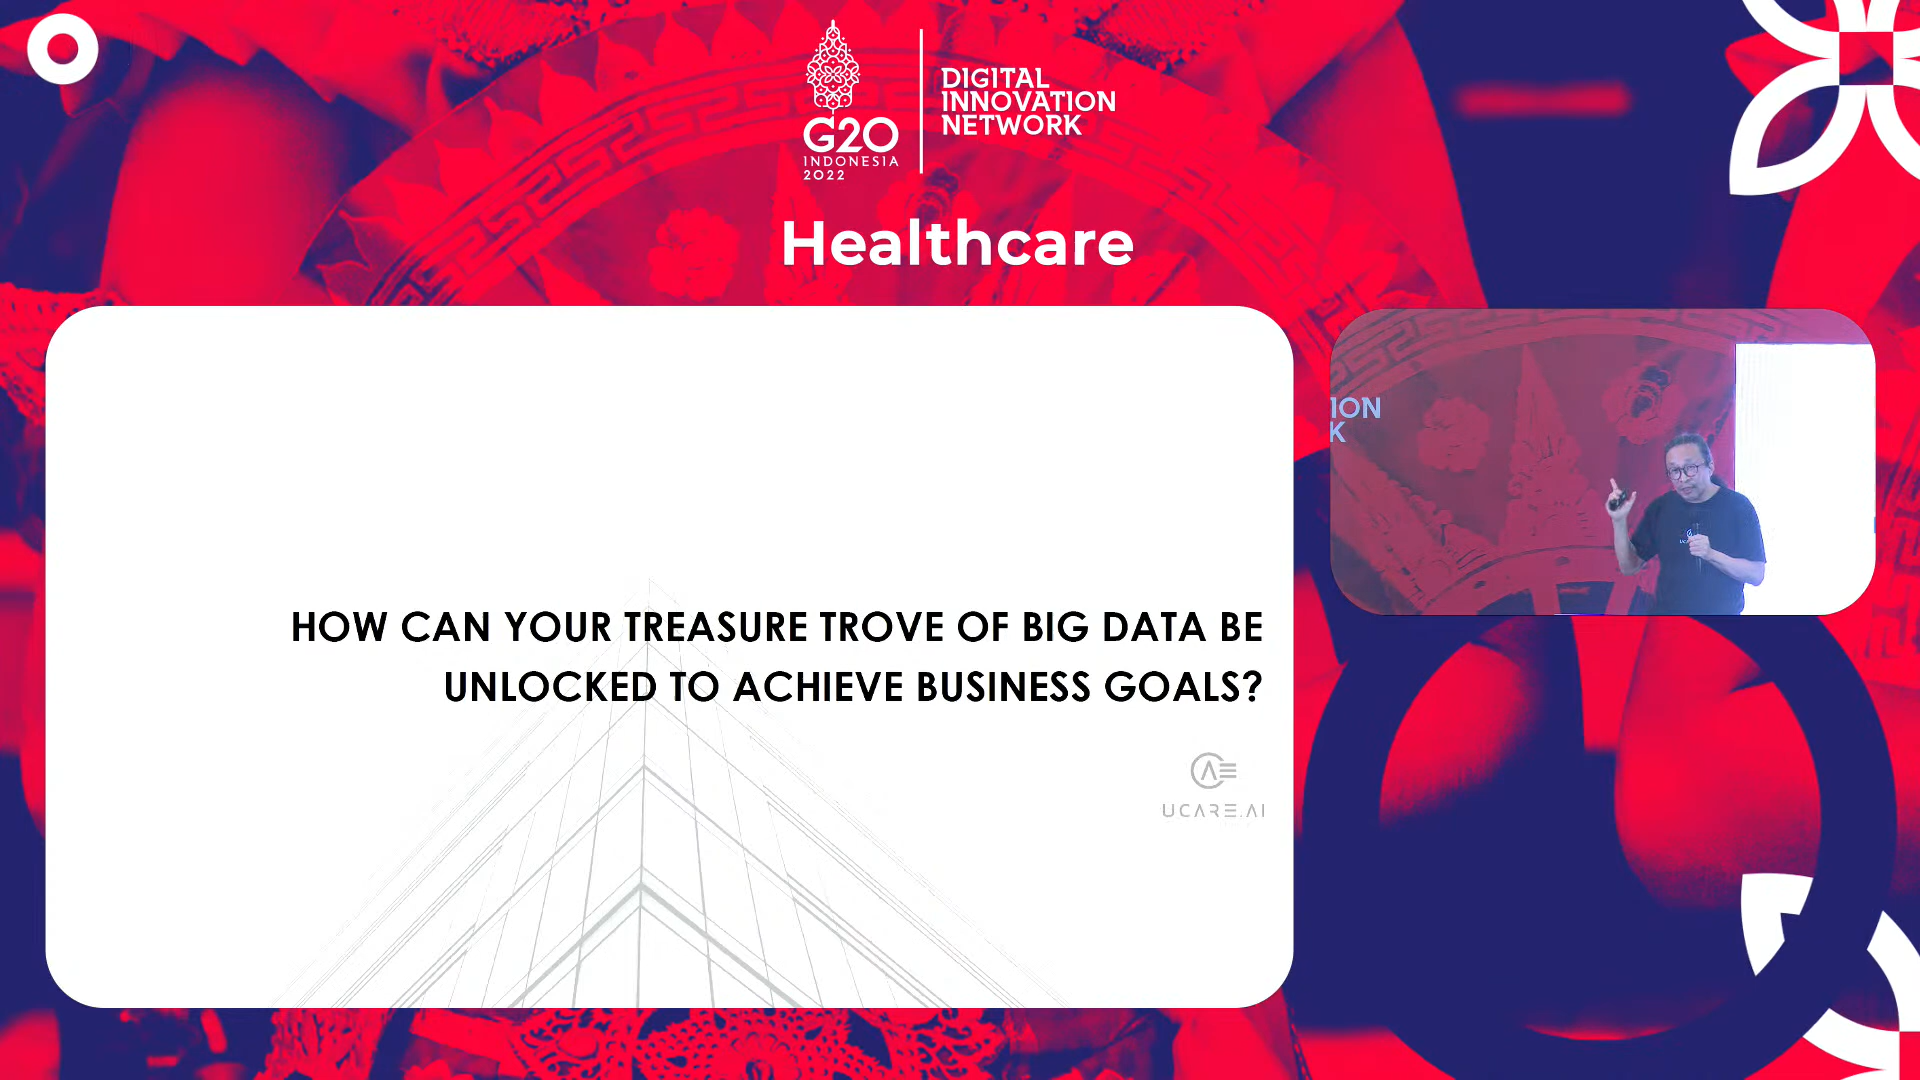 G20
INDONESIA
2022
DIGITAL
INNOVATION
NETWORK
Healthcare
HOW CAN YOUR TREASURE TROVE OF BIG DATA BE
UNLOCKED TO ACHIEVE BUSINESS GOALS?
UCARE.AI
ION
K